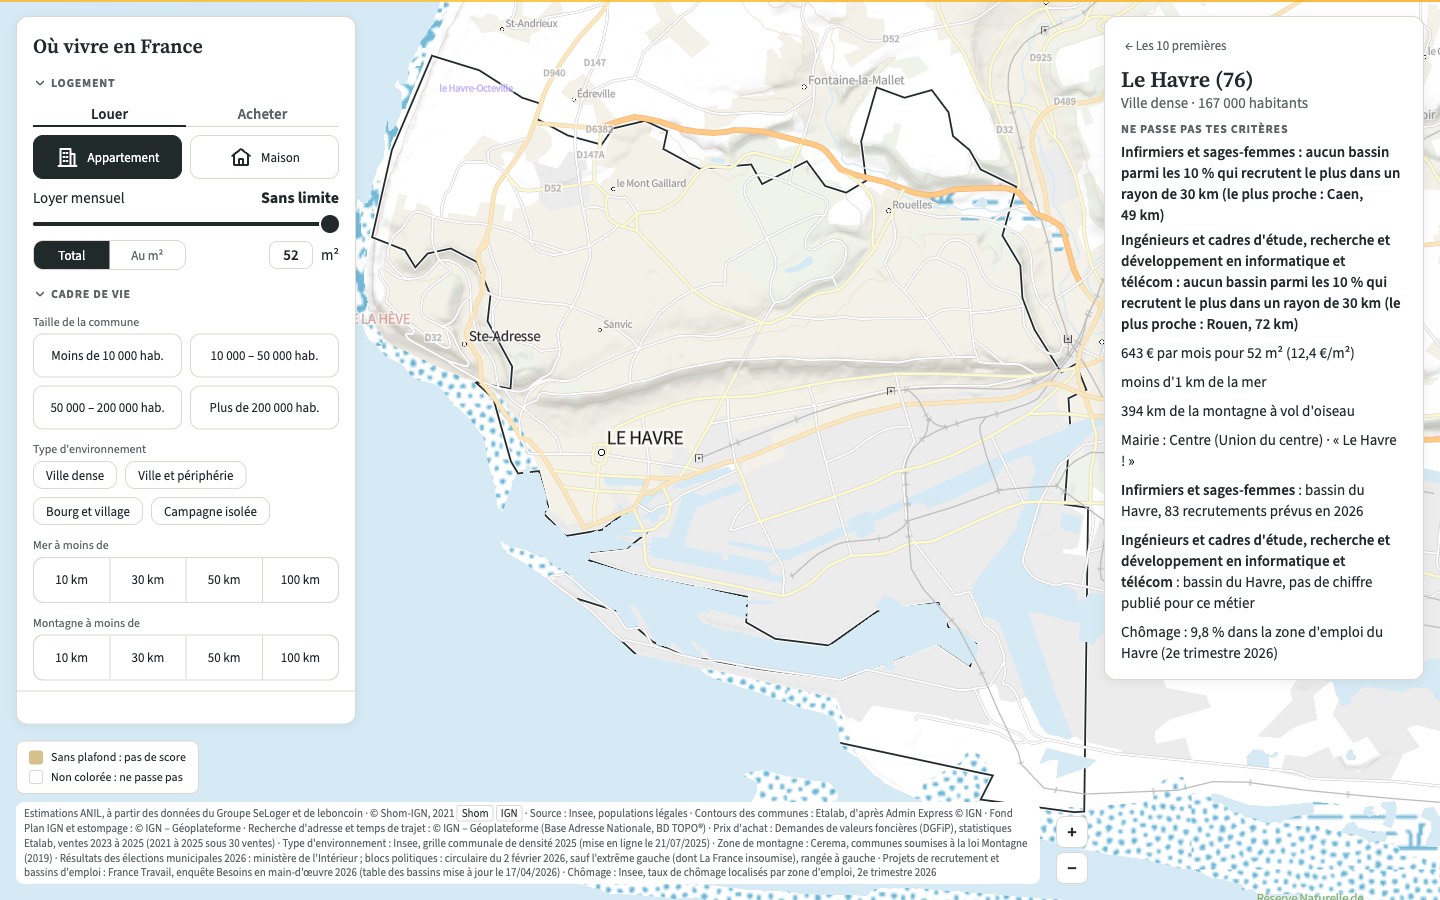 Où vivre en France
LOGEMENT
Louer
Acheter
Appartement
Maison
Loyer mensuel
Sans limite
Total
Au m²
52
m²
CADRE DE VIE
Taille de la commune
Moins de 10 000 hab.
10 000 – 50 000 hab.
50 000 – 200 000 hab.
Plus de 200 000 hab.
Type d'environnement
Ville dense
Ville et périphérie
Bourg et village
Campagne isolée
Mer à moins de
10 km
30 km
50 km
100 km
Montagne à moins de
10 km
30 km
50 km
100 km
Sans plafond : pas de score
Non colorée : ne passe pas
St-Andrieux
D52
D147
D940
D925
Fontaine-la-Mallet
le Havre-Octeville
Édreville
D489
D6382
D32
D147A
D52
le Mont Gaillard
Rouelles
E LA HÈVE
D32
Ste-Adresse
Sanvic
LE HAVRE
Réserve Naturelle de
← Les 10 premières
Le Havre (76)
Ville dense · 167 000 habitants
NE PASSE PAS TES CRITÈRES
Infirmiers et sages-femmes : aucun bassin
parmi les 10 % qui recrutent le plus dans un
rayon de 30 km (le plus proche : Caen,
49 km)
Ingénieurs et cadres d'étude, recherche et
développement en informatique et
télécom : aucun bassin parmi les 10 % qui
recrutent le plus dans un rayon de 30 km (le
plus proche : Rouen, 72 km)
643 € par mois pour 52 m² (12,4 €/m²)
moins d'1 km de la mer
394 km de la montagne à vol d'oiseau
Mairie : Centre (Union du centre) · « Le Havre
! »
Infirmiers et sages-femmes : bassin du
Havre, 83 recrutements prévus en 2026
Ingénieurs et cadres d'étude, recherche et
développement en informatique et
télécom : bassin du Havre, pas de chiffre
publié pour ce métier
Chômage : 9,8 % dans la zone d'emploi du
Havre (2e trimestre 2026)
Estimations ANIL, à partir des données du Groupe SeLoger et de leboncoin · © Shom-IGN, 2021 Shom IGN · Source : Insee, populations légales · Contours des communes : Etalab, d'après Admin Express © IGN · Fond
Plan IGN et estompage : © IGN – Géoplateforme · Recherche d'adresse et temps de trajet : © IGN – Géoplateforme (Base Adresse Nationale, BD TOPO®) · Prix d'achat : Demandes de valeurs foncières (DGFiP), statistiques
Etalab, ventes 2023 à 2025 (2021 à 2025 sous 30 ventes) · Type d'environnement : Insee, grille communale de densité 2025 (mise en ligne le 21/07/2025) · Zone de montagne : Cerema, communes soumises à la loi Montagne
(2019) · Résultats des élections municipales 2026 : ministère de l'Intérieur ; blocs politiques : circulaire du 2 février 2026, sauf l'extrême gauche (dont La France insoumise), rangée à gauche · Projets de recrutement et
bassins d'emploi : France Travail, enquête Besoins en main-d'œuvre 2026 (table des bassins mise à jour le 17/04/2026) · Chômage : Insee, taux de chômage localisés par zone d'emploi, 2e trimestre 2026
+
−